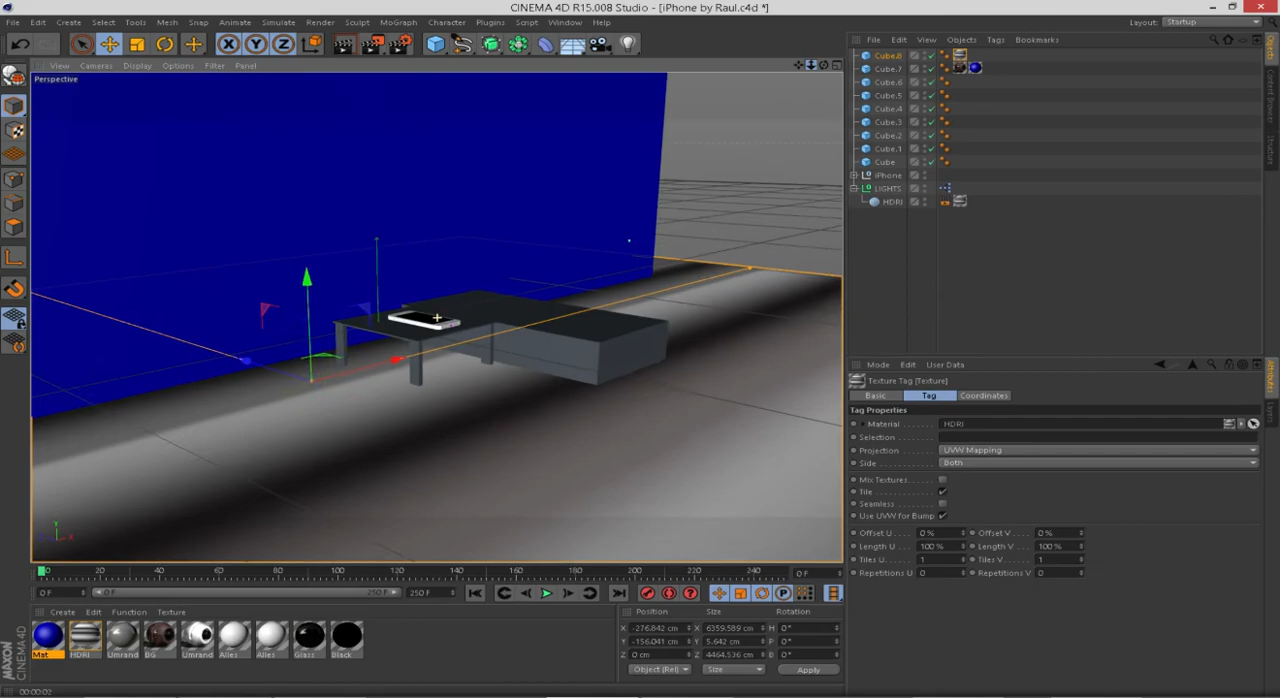 CINEMA 4D R15.008 Studio - [iPhone by Raul.c4d *]
File Edit Create Select Tools Mesh Snap Animate Simulate Render Sculpt MoGraph Character Plugins Script Window Help
Layout: Startup
View Cameras Display Options Filter Panel
Perspective
File Edit View Objects Tags Bookmarks
Cube.8
Cube.7
Cube.6
Cube.5
Cube.4
Cube.3
Cube.2
Cube.1
Cube
iPhone
LIGHTS
HDRI
Objects
Content Browser
Structure
Mode Edit User Data
Texture Tag [Texture]
Basic Tag Coordinates
Tag Properties
Material HDRI
Selection
Projection UVW Mapping
Side Both
Mix Textures
Tile
Seamless
Use UVW for Bump
Offset U 0 % Offset V 0 %
Length U 100 % Length V 100 %
Tiles U 1 Tiles V 1
Repetitions U 0 Repetitions V 0
Attributes
Layers
Y
X
0 20 40 60 80 100 120 140 160 180 200 220 240 0 F
0 F 0 F 250 F 250 F
Create Edit Function Texture
Mat HDRI Umrand BG Umrand Alles Alles Glass Black
Position Size Rotation
X -276.842 cm X 6359.589 cm H 0°
Y -156.041 cm Y 5.642 cm P 0°
Z 0 cm Z 4464.536 cm B 0°
Object (Rel) Size Apply
MAXON CINEMA 4D
00:00:02